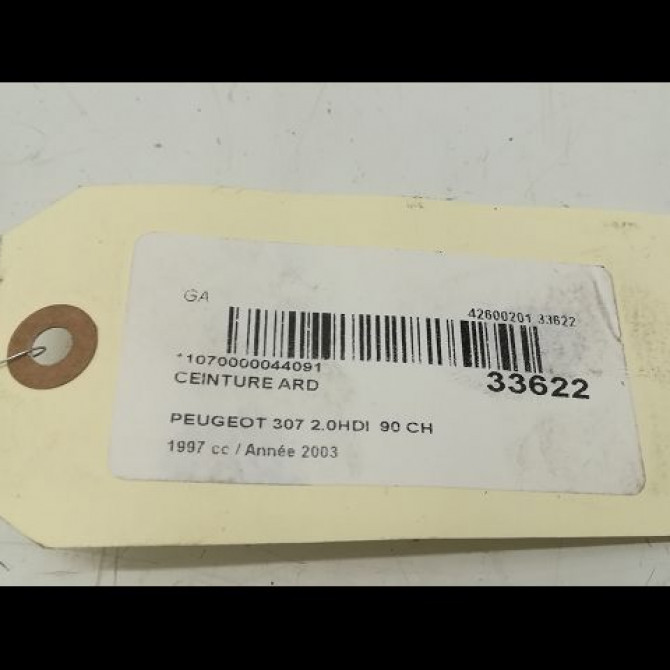 GA
42600201 33622
*1070000044091
33622
CEINTURE ARD
PEUGEOT 307 2.0HDI 90 CH
1997 cc / Année 2003